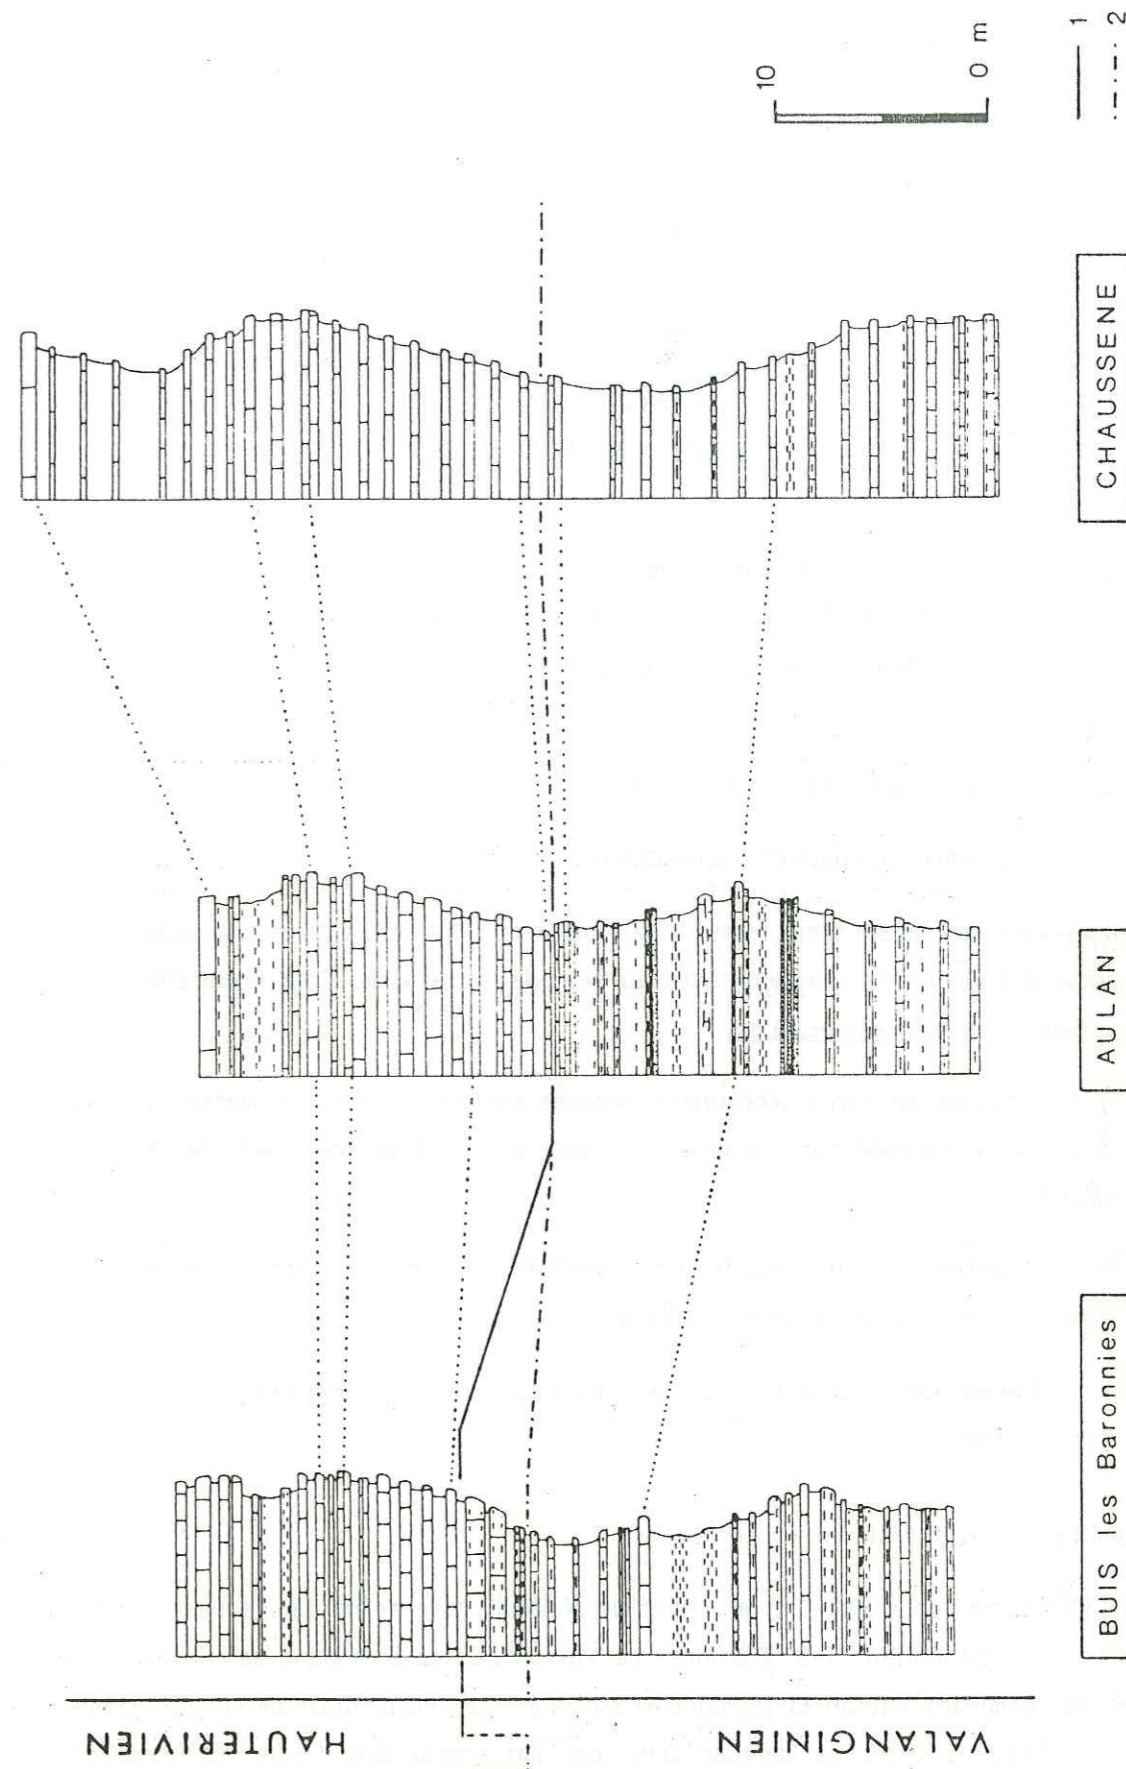 HAUTERIVIEN
VALANGINIEN
BUIS les Baronnies
AULAN
CHAUSSENE
10
0 m
1
2